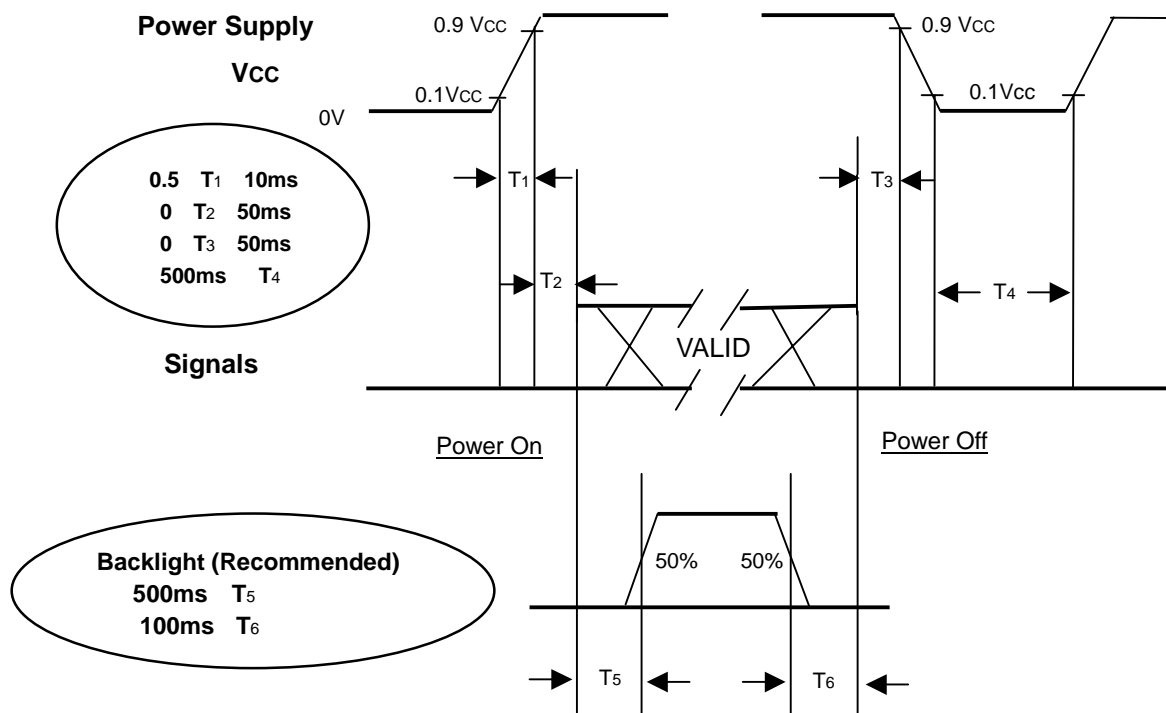 Power Supply
VCC
0.9 VCC
0.1VCC
0V
0.9 VCC
0.1Vcc
0.5 T1 10ms
0 T2 50ms
0 T3 50ms
500ms T4
T1
T2
T3
T4
Signals
VALID
Power On
Power Off
Backlight (Recommended)
500ms T5
100ms T6
50%
50%
T5
T6